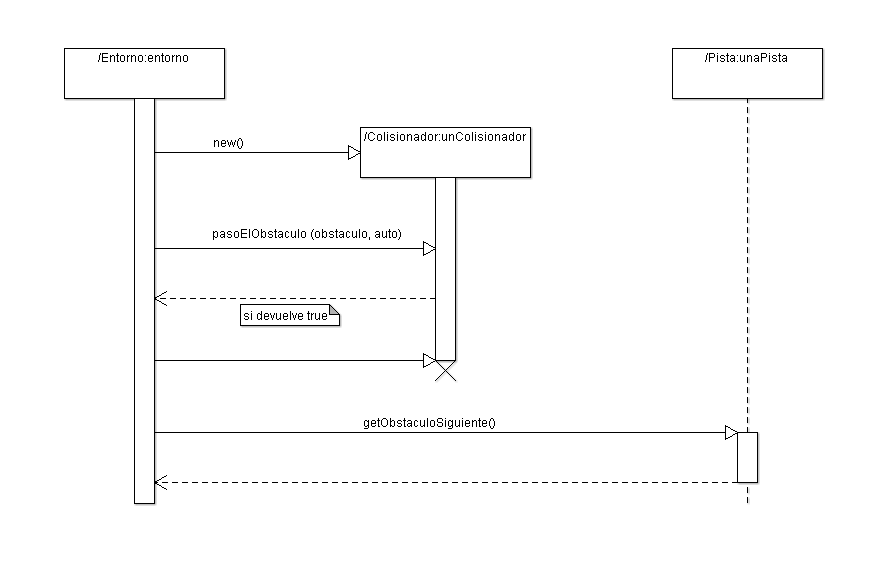 /Entorno:entorno
/Pista:unaPista
/Colisionador:unColisionador
new()
pasoElObstaculo (obstaculo, auto)
si devuelve true
getObstaculoSiguiente()